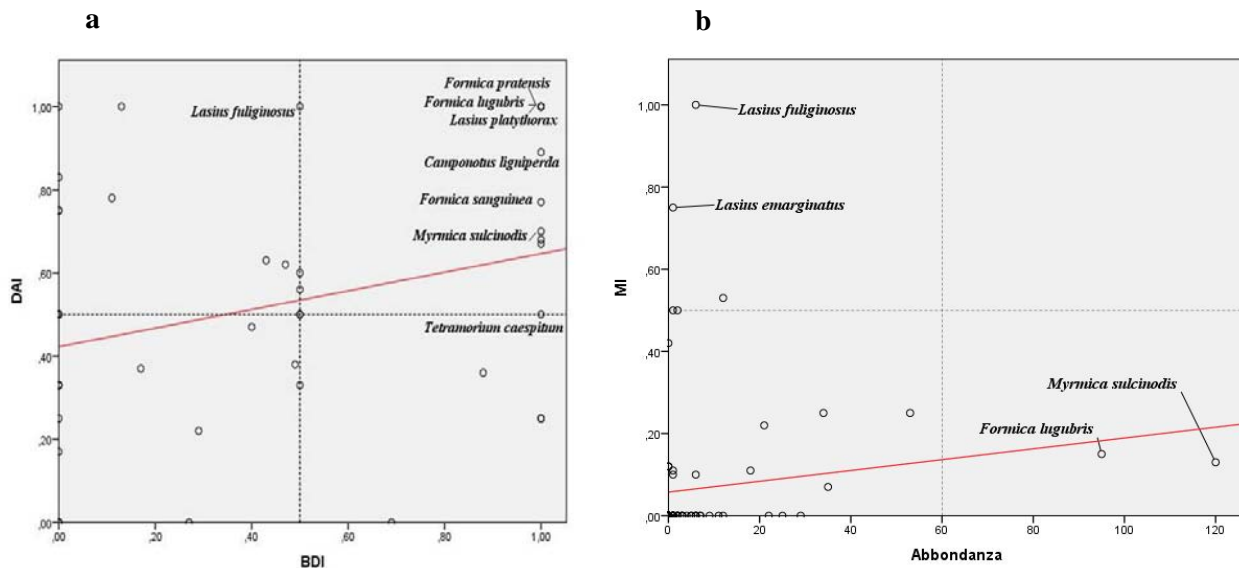 a
b
Lasius fuliginosus
Formica pratensis
Formica lugubris
Lasius platythorax
Camponotus ligniperda
Formica sanguinea
Myrmica sulcinodis
Tetramorium caespitum
1,00
,80
,60
,40
,20
,00
DAI
,00 ,20 ,40 ,60 ,80 1,00
BDI
Lasius fuliginosus
Lasius emarginatus
Myrmica sulcinodis
Formica lugubris
1,00
,80
,60
,40
,20
,00
MI
0 20 40 60 80 100 120
Abbondanza